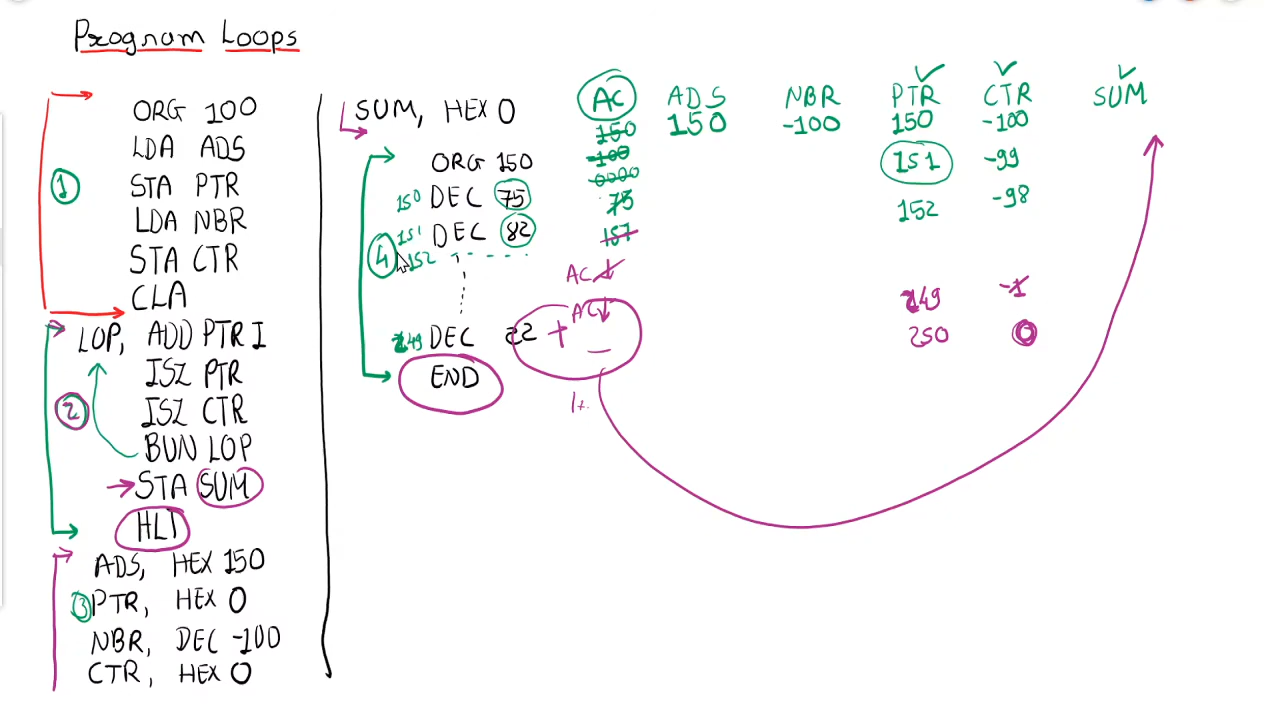 Program Loops
ORG 100
LDA ADS
STA PTR
LDA NBR
STA CTR
CLA
LOP, ADD PTR I
ISZ PTR
ISZ CTR
BUN LOP
STA SUM
HLT
ADS, HEX 150
PTR, HEX 0
NBR, DEC -100
CTR, HEX 0
1
2
3
SUM, HEX 0
ORG 150
150 DEC 75
151 DEC 82
152
249 DEC 22
END
4
AC ADS NBR PTR CTR SUM
150 150 -100 150 -100
-100 151 -99
0000
75 152 -98
157
AC
AC 249 -1
+ 250 0
-